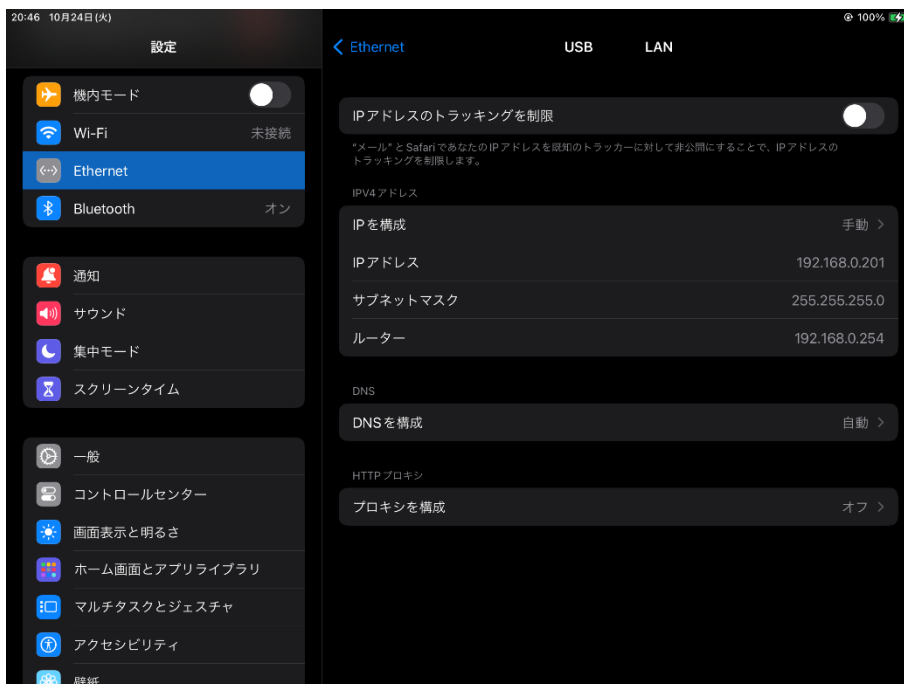 20:46 10月24日(火)
100%
設定
機内モード
Wi-Fi 未接続
Ethernet
Bluetooth オン
通知
サウンド
集中モード
スクリーンタイム
一般
コントロールセンター
画面表示と明るさ
ホーム画面とアプリライブラリ
マルチタスクとジェスチャ
アクセシビリティ
壁紙
Ethernet
USB LAN
IPアドレスのトラッキングを制限
"メール"とSafariであなたのIPアドレスを既知のトラッカーに対して非公開にすることで、IPアドレスの
トラッキングを制限します。
IPV4アドレス
IPを構成 手動
IPアドレス 192.168.0.201
サブネットマスク 255.255.255.0
ルーター 192.168.0.254
DNS
DNSを構成 自動
HTTPプロキシ
プロキシを構成 オフ